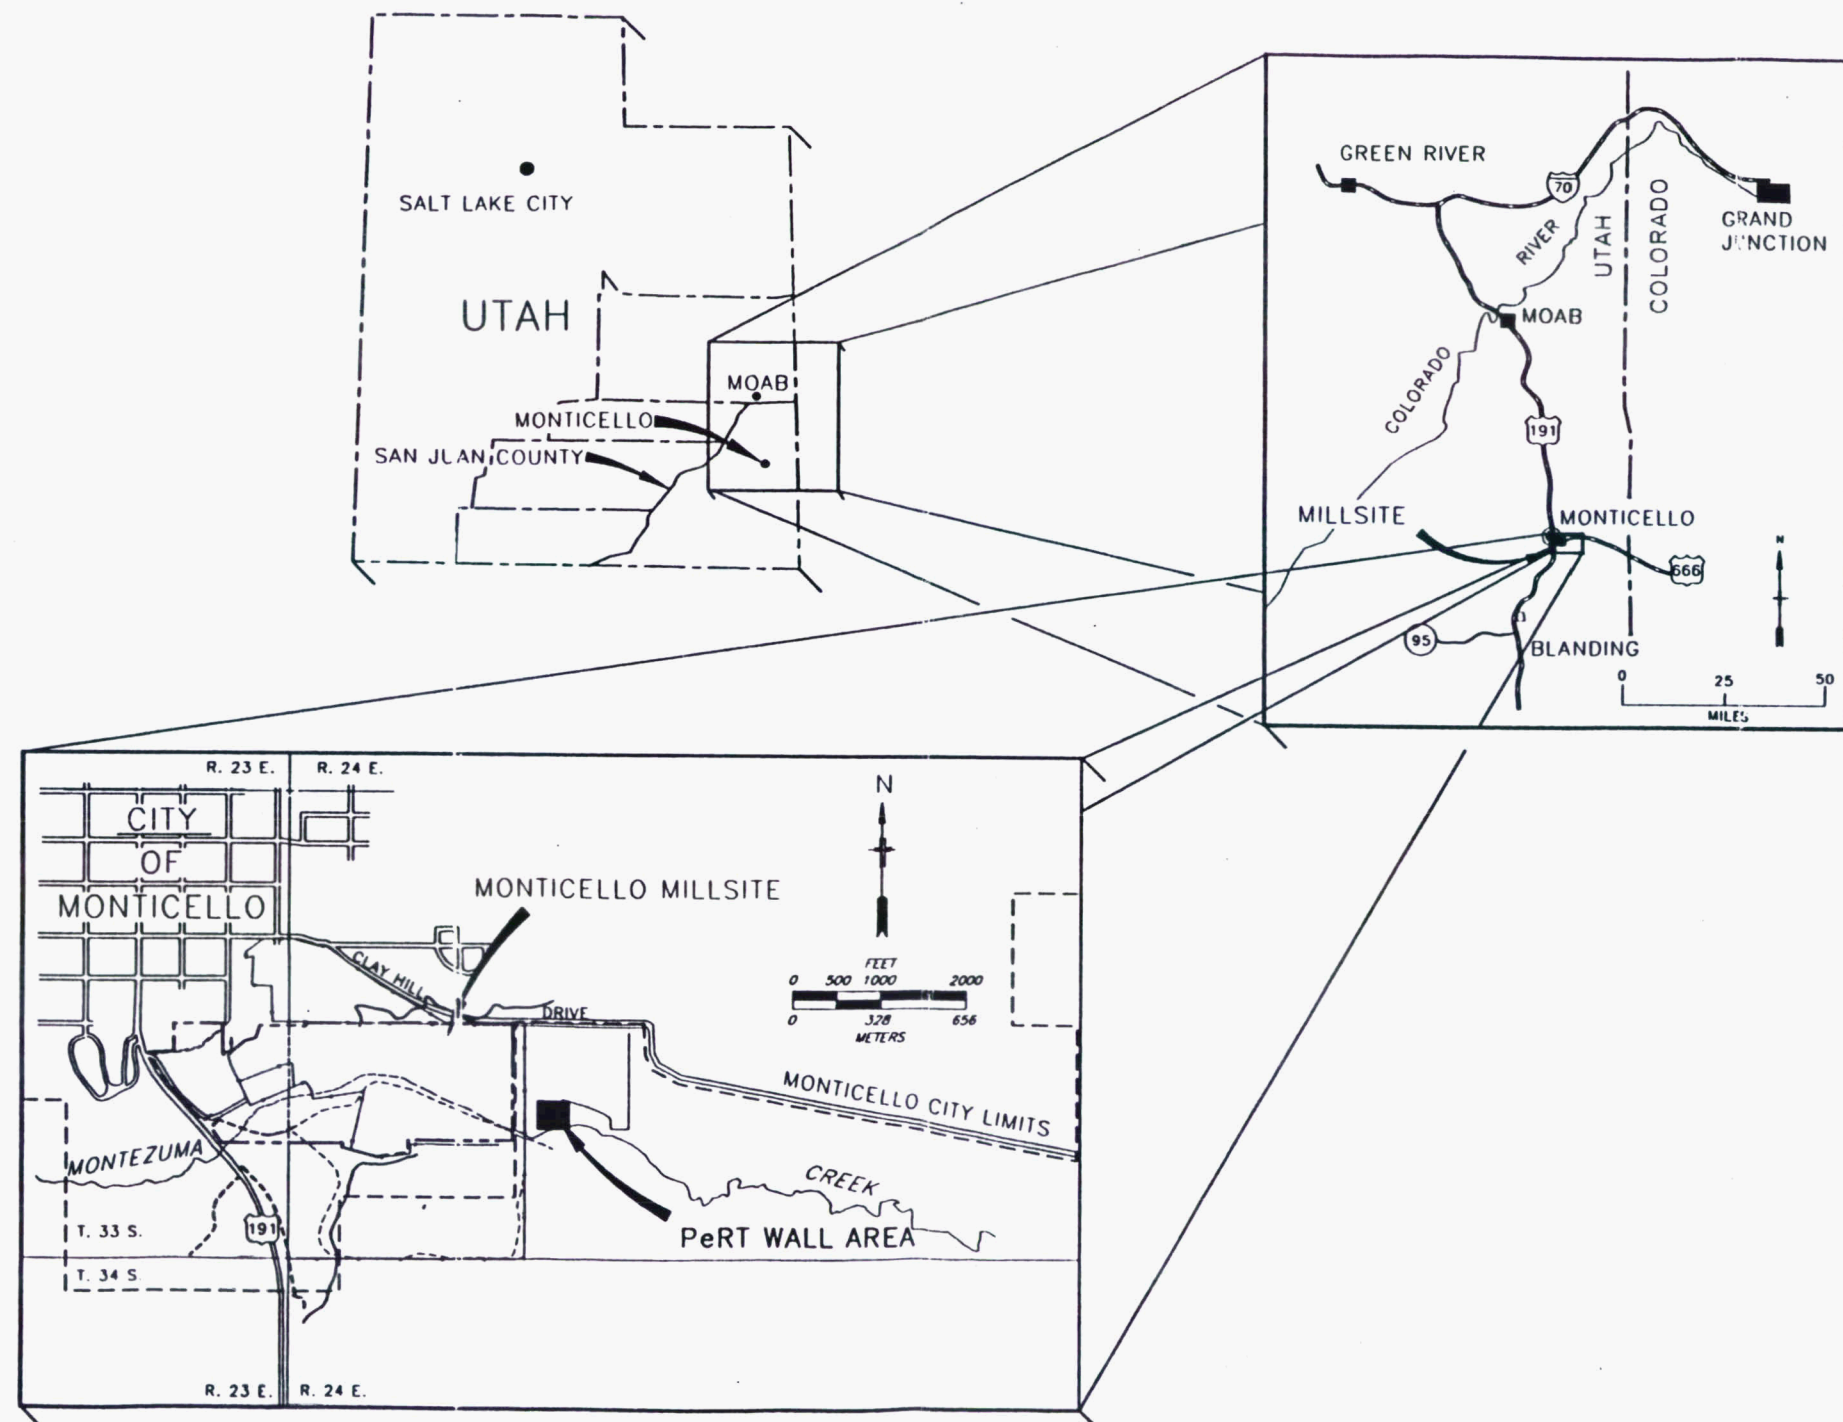 SALT LAKE CITY
UTAH
MOAB
MONTICELLO
SAN JUAN COUNTY
GREEN RIVER
70
GRAND
JUNCTION
RIVER
UTAH
COLORADO
MOAB
COLORADO
191
MILLSITE
MONTICELLO
N
666
95
BLANDING
0 25 50
MILES
R. 23 E. R. 24 E.
CITY
OF
MONTICELLO
N
MONTICELLO MILLSITE
CLAY HILL
DRIVE
FEET
0 500 1000 2000
0 328 656
METERS
MONTICELLO CITY LIMITS
MONTEZUMA
CREEK
191
T. 33 S.
PeRT WALL AREA
T. 34 S.
R. 23 E. R. 24 E.